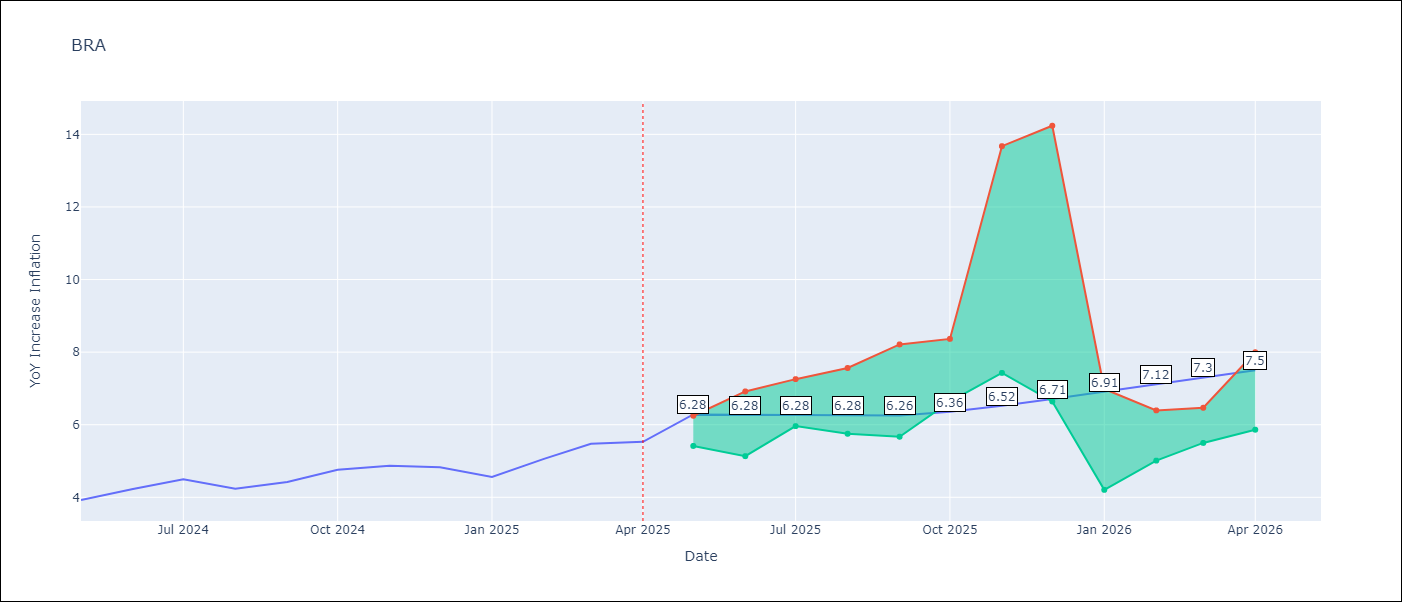 BRA
YoY Increase Inflation
14
12
10
8
6
4
6.28
6.28
6.28
6.28
6.26
6.36
6.52
6.71
6.91
7.12
7.3
7.5
Jul 2024
Oct 2024
Jan 2025
Apr 2025
Jul 2025
Oct 2025
Jan 2026
Apr 2026
Date